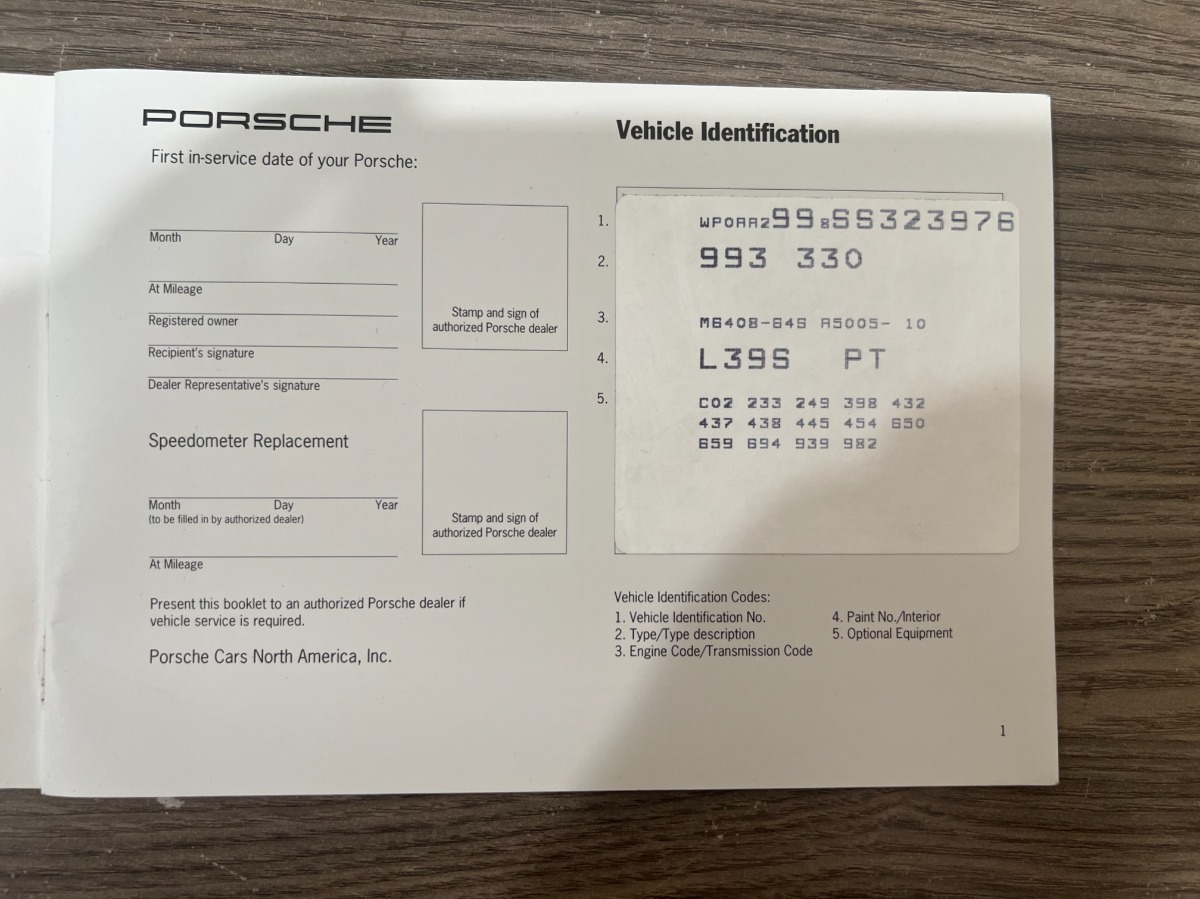 PORSCHE
First in-service date of your Porsche:
Month Day Year
At Mileage
Registered owner
Recipient's signature
Dealer Representative's signature
Stamp and sign of
authorized Porsche dealer
Speedometer Replacement
Month Day Year
(to be filled in by authorized dealer)
At Mileage
Stamp and sign of
authorized Porsche dealer
Present this booklet to an authorized Porsche dealer if
vehicle service is required.
Porsche Cars North America, Inc.
Vehicle Identification
1. WP0AA2998SS323976
2. 993 330
3. M6408-64S A5005- 10
4. L39S PT
5. C02 233 249 398 432
437 438 445 454 650
659 694 939 982
Vehicle Identification Codes:
1. Vehicle Identification No.
2. Type/Type description
3. Engine Code/Transmission Code
4. Paint No./Interior
5. Optional Equipment
1